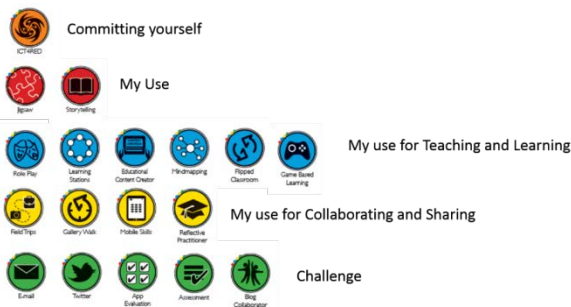 Committing yourself
ICT4RED
My Use
Jigsaw Storytelling
My use for Teaching and Learning
Role Play Learning Stations Educational Content Creator Mindmapping Flipped Classroom Game Based Learning
My use for Collaborating and Sharing
Field Trips Gallery Walk Mobile Skills Reflective Practitioner
Challenge
E-mail Twitter App Evaluation Assessment Blog Collaborator